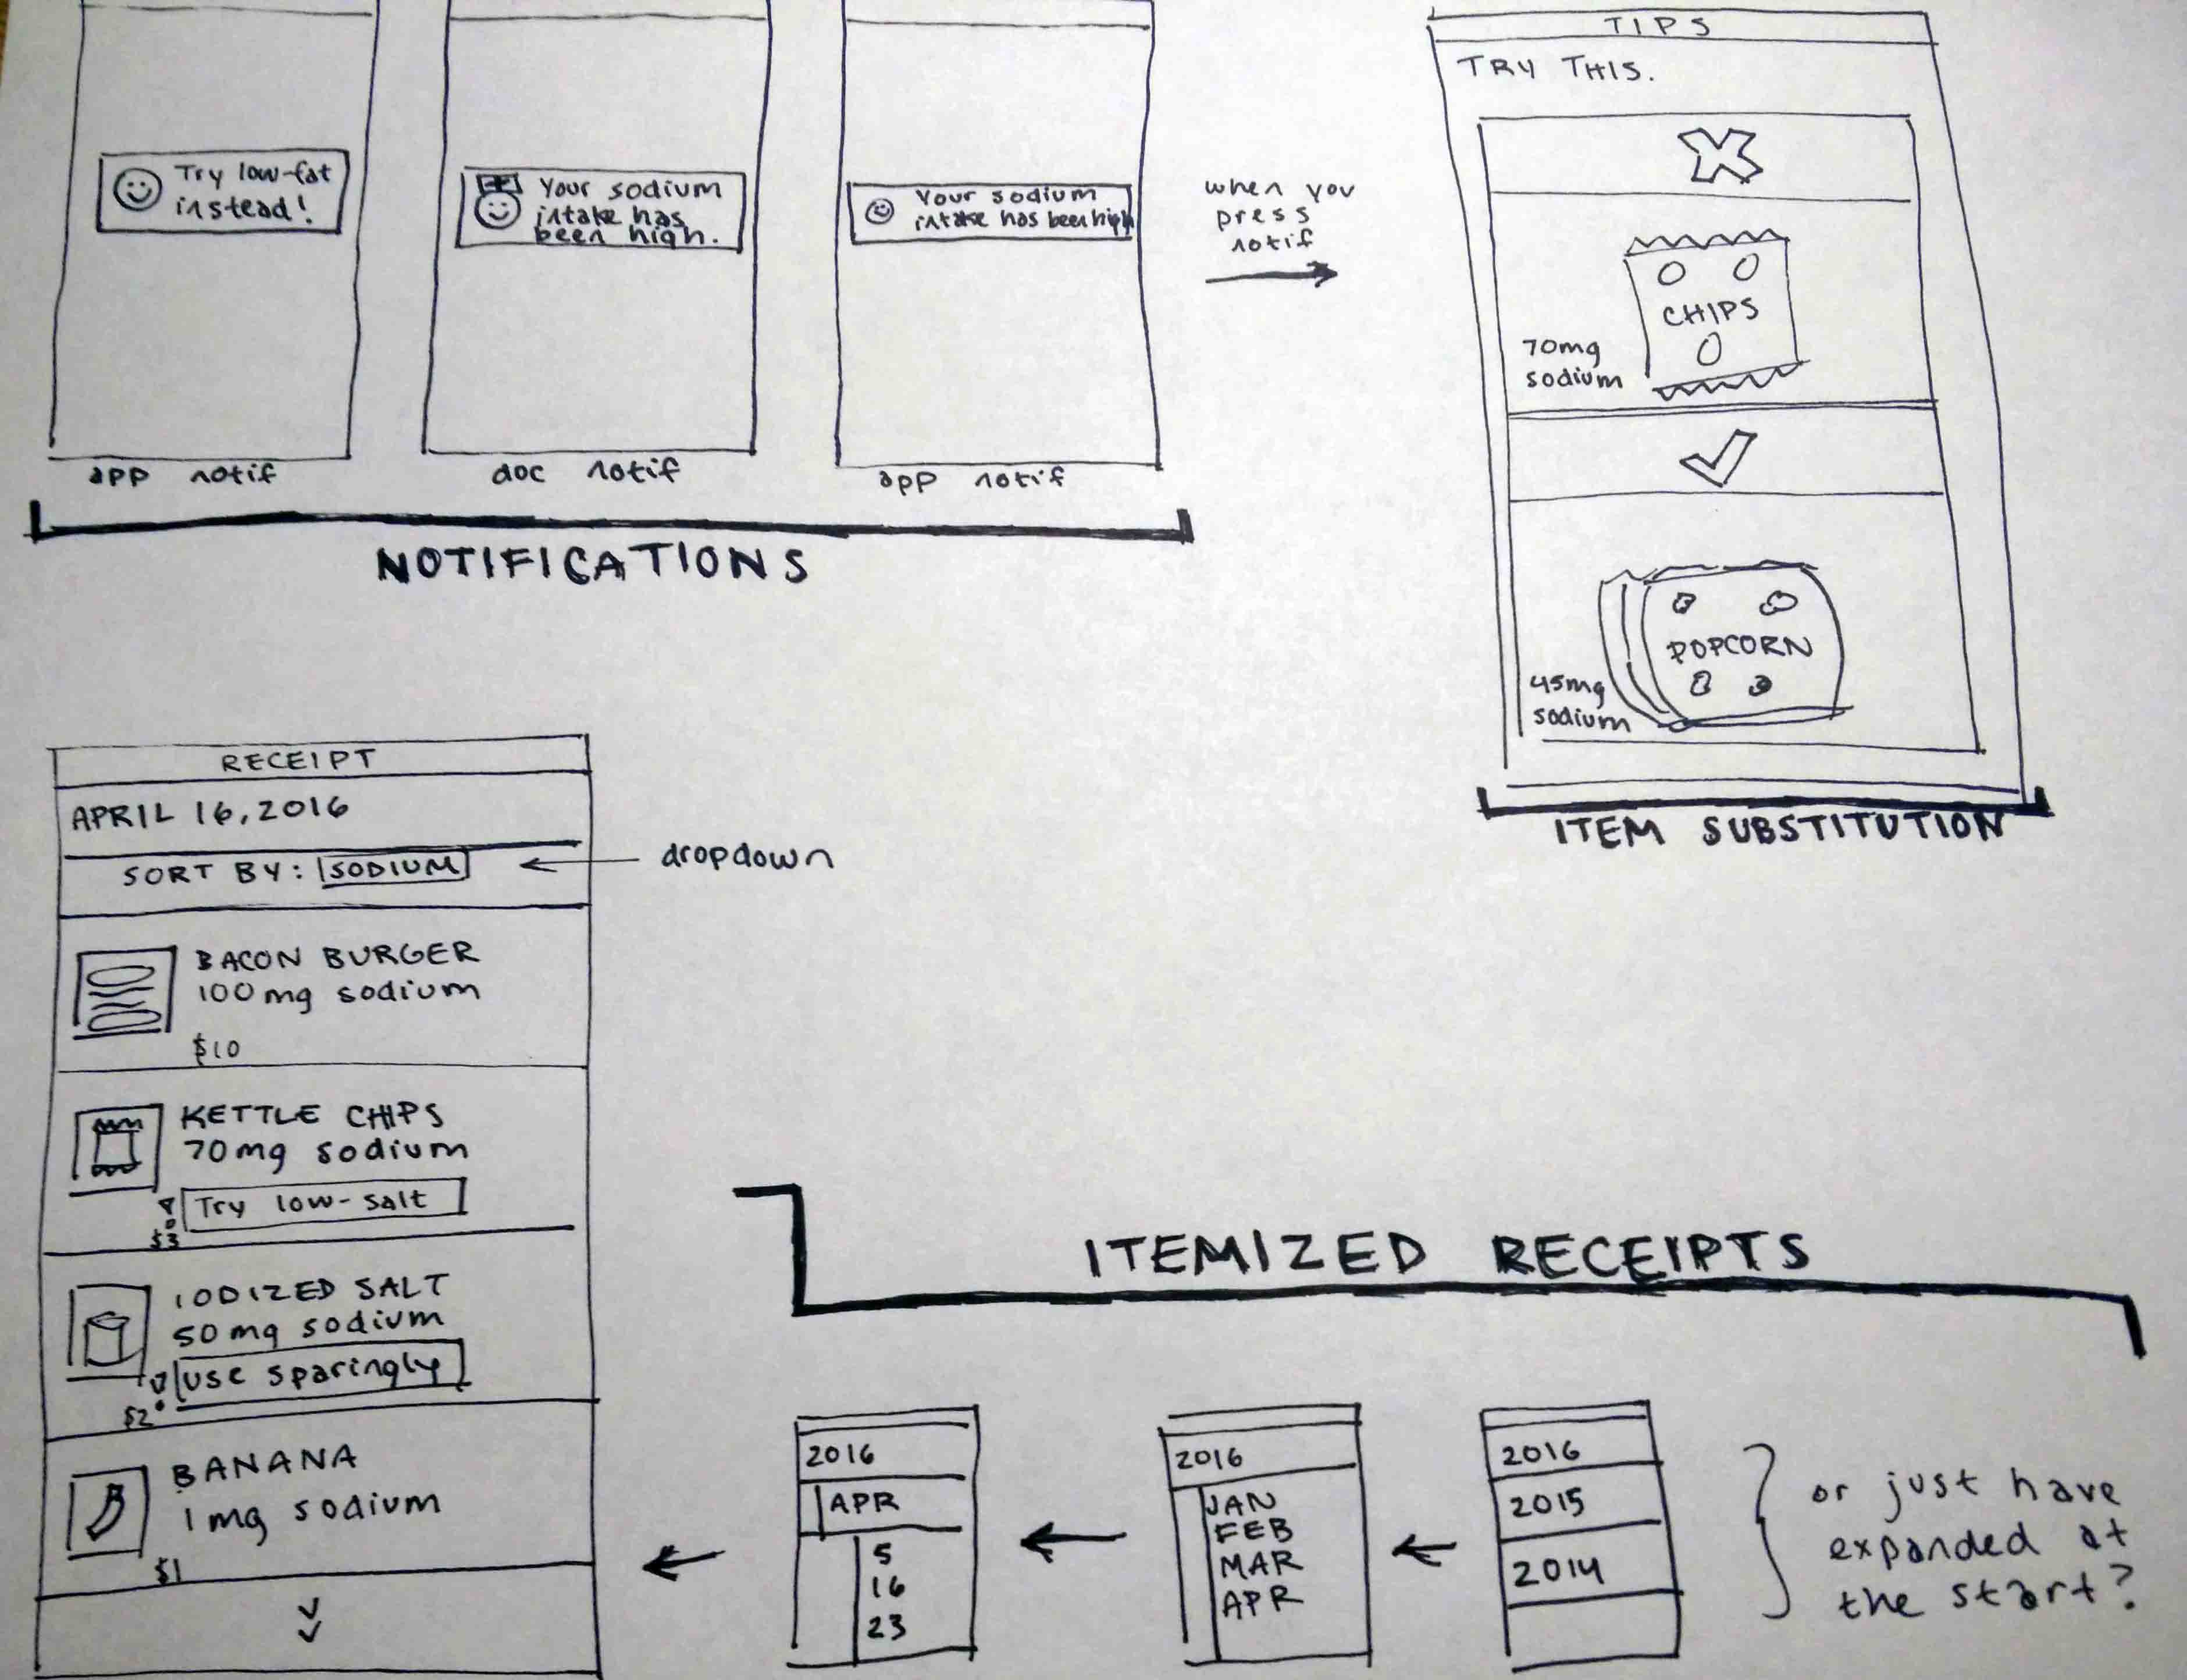 Try low-fat
instead!
app notif
Your sodium
intake has
been high.
doc notif
Your sodium
intake has been high
app notif
NOTIFICATIONS
when you
press
notif
TIPS
TRY THIS.
CHIPS
70mg
sodium
POPCORN
45mg
sodium
ITEM SUBSTITUTION
RECEIPT
APRIL 16, 2016
SORT BY: SODIUM
dropdown
BACON BURGER
100mg sodium
$10
KETTLE CHIPS
70mg sodium
Try low-salt
$3
IODIZED SALT
50mg sodium
use sparingly
$2
BANANA
1mg sodium
$1
ITEMIZED RECEIPTS
2016
APR
5
16
23
2016
JAN
FEB
MAR
APR
2016
2015
2014
or just have
expanded at
the start?